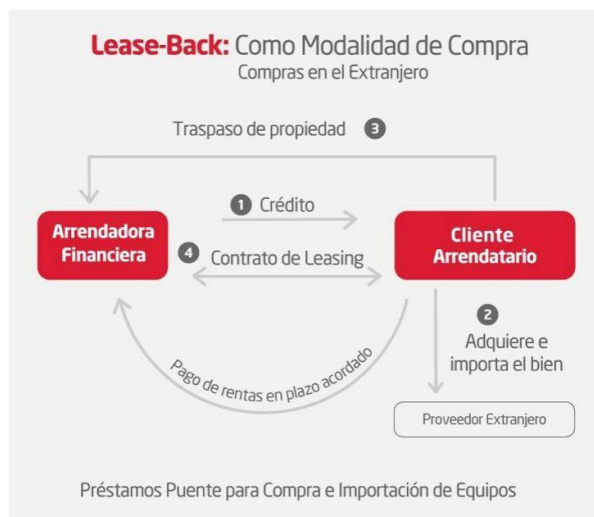 Lease-Back: Como Modalidad de Compra
Compras en el Extranjero
Traspaso de propiedad 3
1 Crédito
Arrendadora
Financiera
4 Contrato de Leasing
Cliente
Arrendatario
2
Adquiere e
importa el bien
Pago de rentas en plazo acordado
Proveedor Extranjero
Préstamos Puente para Compra e Importación de Equipos